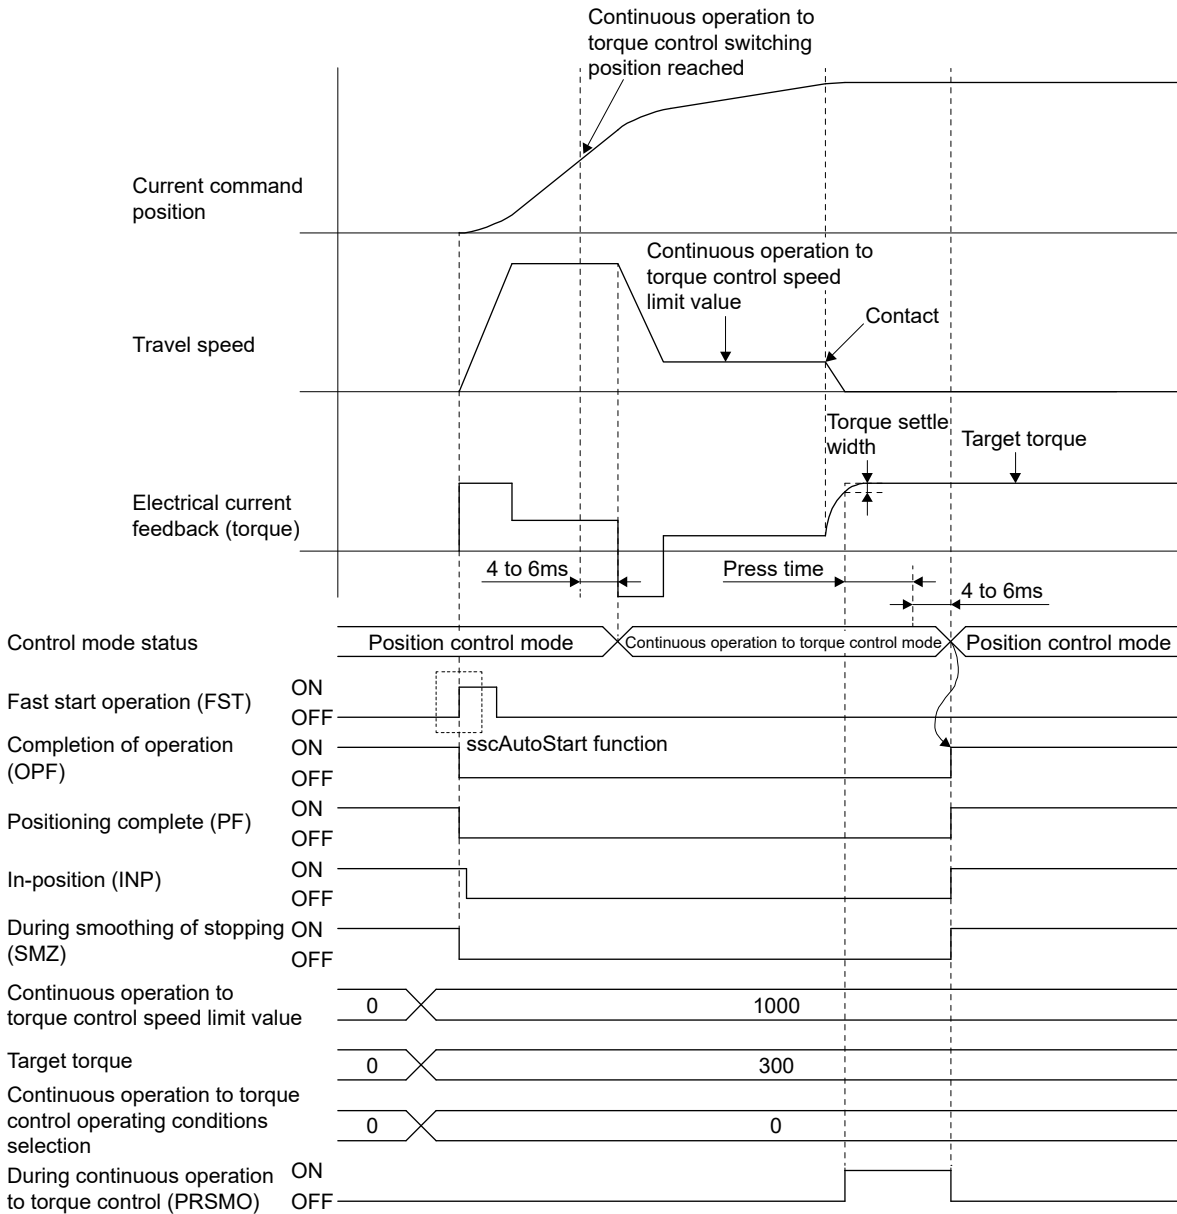 Continuous operation to
torque control switching
position reached
Current command
position
Continuous operation to
torque control speed
limit value
Contact
Travel speed
Torque settle
width
Target torque
Electrical current
feedback (torque)
4 to 6ms
Press time
4 to 6ms
Control mode status
Position control mode
Continuous operation to torque control mode
Position control mode
Fast start operation (FST)
ON
OFF
sscAutoStart function
Completion of operation
(OPF)
ON
OFF
Positioning complete (PF)
ON
OFF
In-position (INP)
ON
OFF
During smoothing of stopping
(SMZ)
ON
OFF
Continuous operation to
torque control speed limit value
0
1000
Target torque
0
300
Continuous operation to torque
control operating conditions
selection
0
0
During continuous operation
to torque control (PRSMO)
ON
OFF